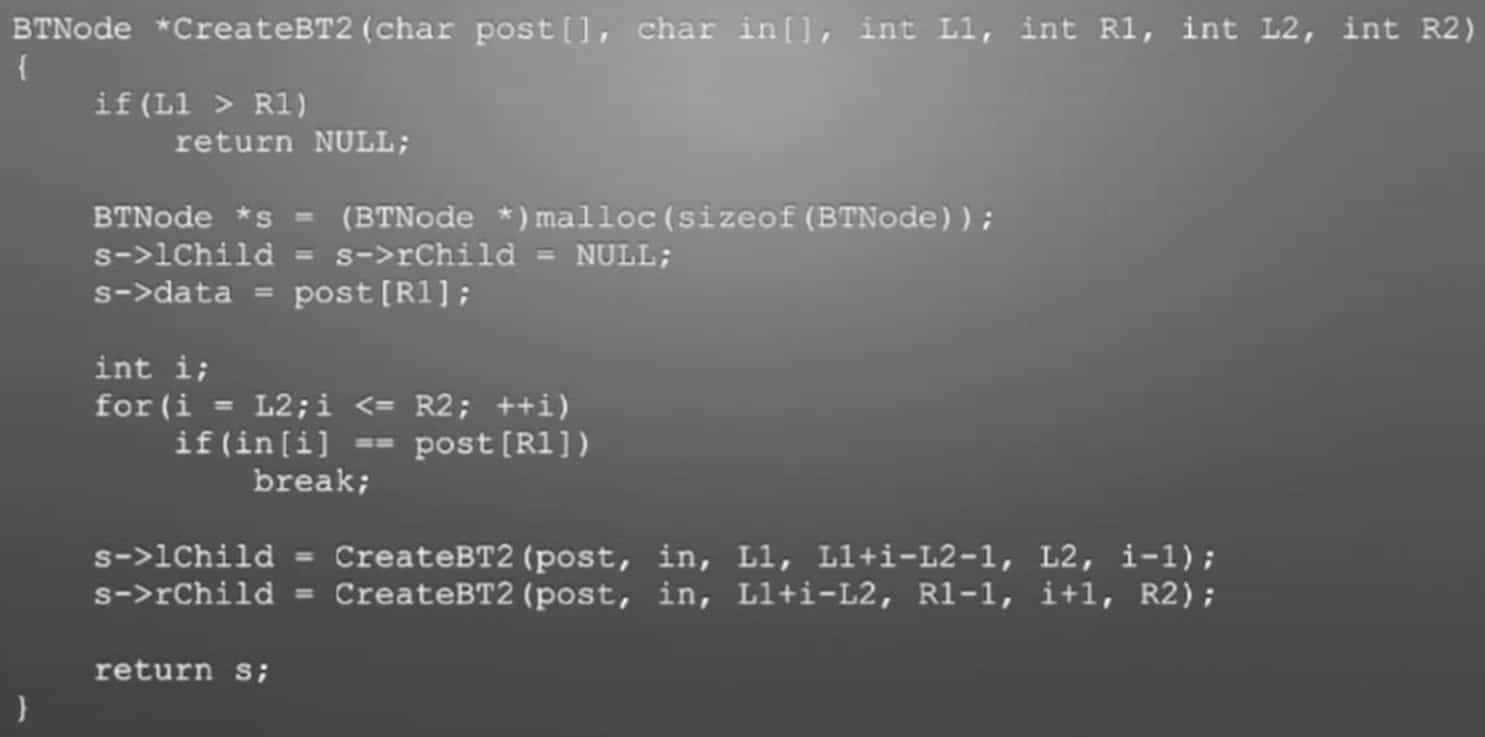 BTNode *CreateBT2(char post[], char in[], int L1, int R1, int L2, int R2)
{
    if(L1 > R1)
        return NULL;

    BTNode *s = (BTNode *)malloc(sizeof(BTNode));
    s->lChild = s->rChild = NULL;
    s->data = post[R1];

    int i;
    for(i = L2;i <= R2; ++i)
        if(in[i] == post[R1])
            break;

    s->lChild = CreateBT2(post, in, L1, L1+i-L2-1, L2, i-1);
    s->rChild = CreateBT2(post, in, L1+i-L2, R1-1, i+1, R2);

    return s;
}